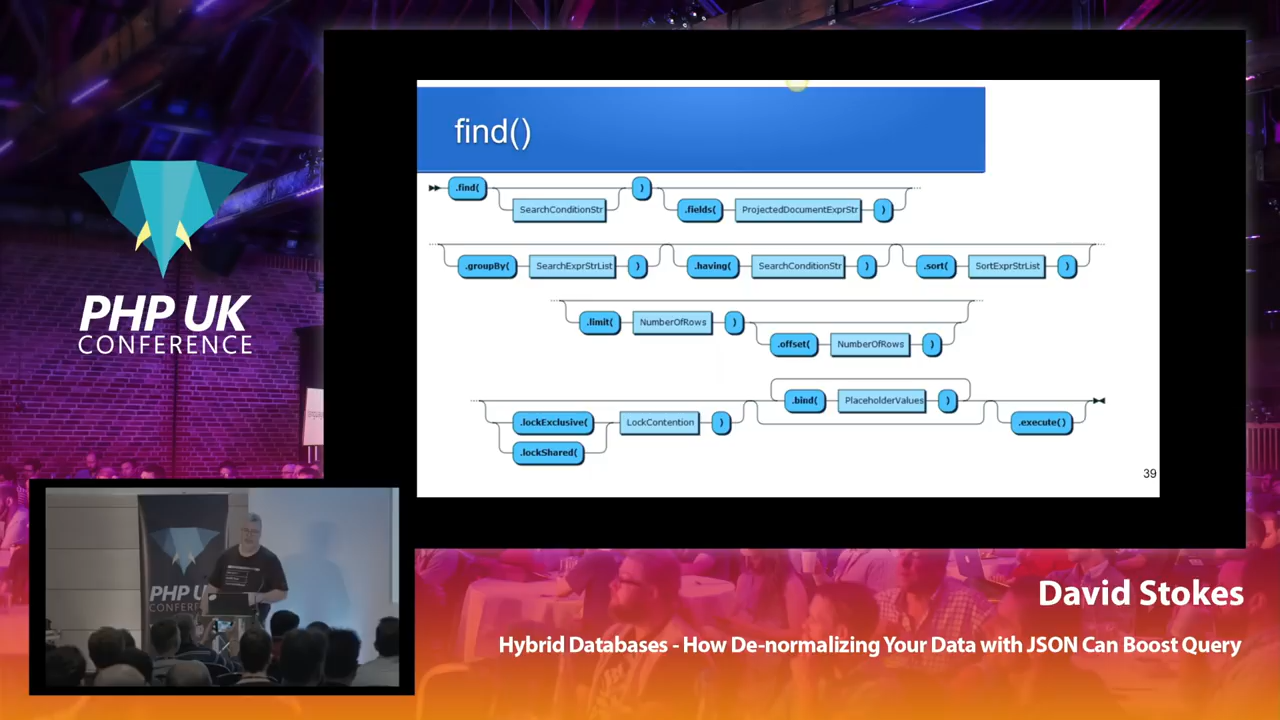 find()
.find( SearchConditionStr ) .fields( ProjectedDocumentExprStr )
.groupBy( SearchExprStrList ) .having( SearchConditionStr ) .sort( SortExprStrList )
.limit( NumberOfRows ) .offset( NumberOfRows )
.bind( PlaceholderValues )
.lockExclusive( LockContention ) .execute()
.lockShared(
39
PHP UK
CONFERENCE
PHP U
CONFERENC
David Stokes
Hybrid Databases - How De-normalizing Your Data with JSON Can Boost Query